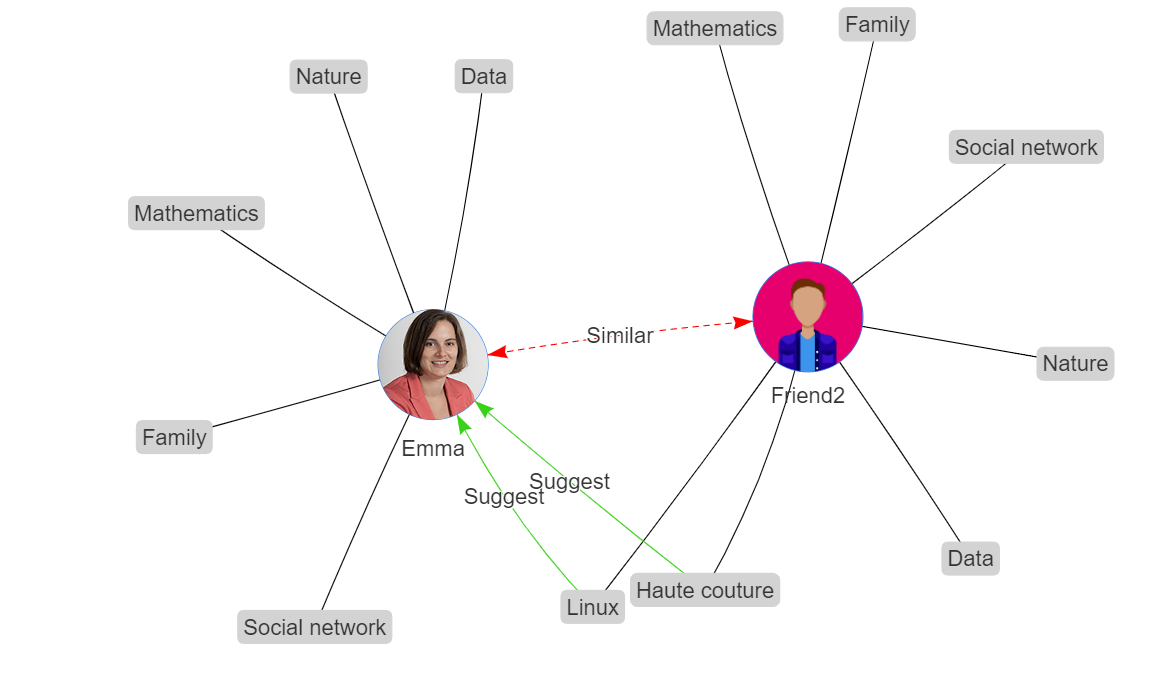 Mathematics
Family
Nature
Data
Social network
Mathematics
Similar
Nature
Friend2
Family
Emma
Suggest
Suggest
Data
Haute couture
Linux
Social network